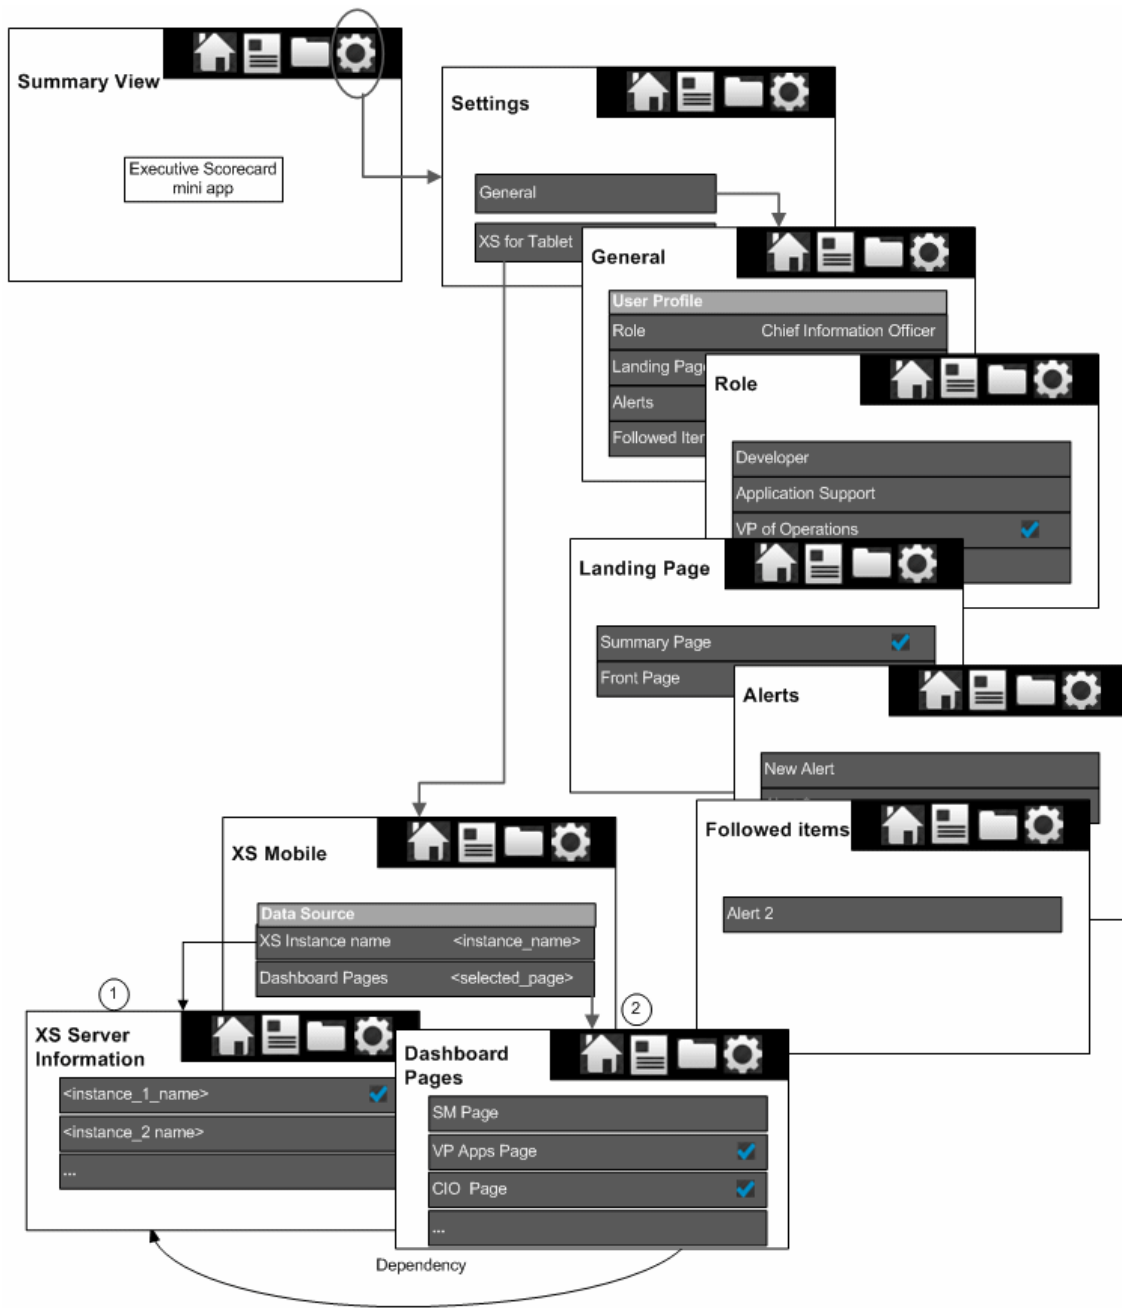 Summary View
Executive Scorecard
mini app
Settings
General
XS for Tablet
General
User Profile
Role Chief Information Officer
Landing Page
Alerts
Followed Iter
Role
Developer
Application Support
VP of Operations
Landing Page
Summary Page
Front Page
Alerts
New Alert
Followed items
Alert 2
XS Mobile
Data Source
XS Instance name <instance_name>
Dashboard Pages <selected_page>
1
XS Server
Information
<instance_1_name>
<instance_2 name>
...
2
Dashboard
Pages
SM Page
VP Apps Page
CIO Page
...
Dependency